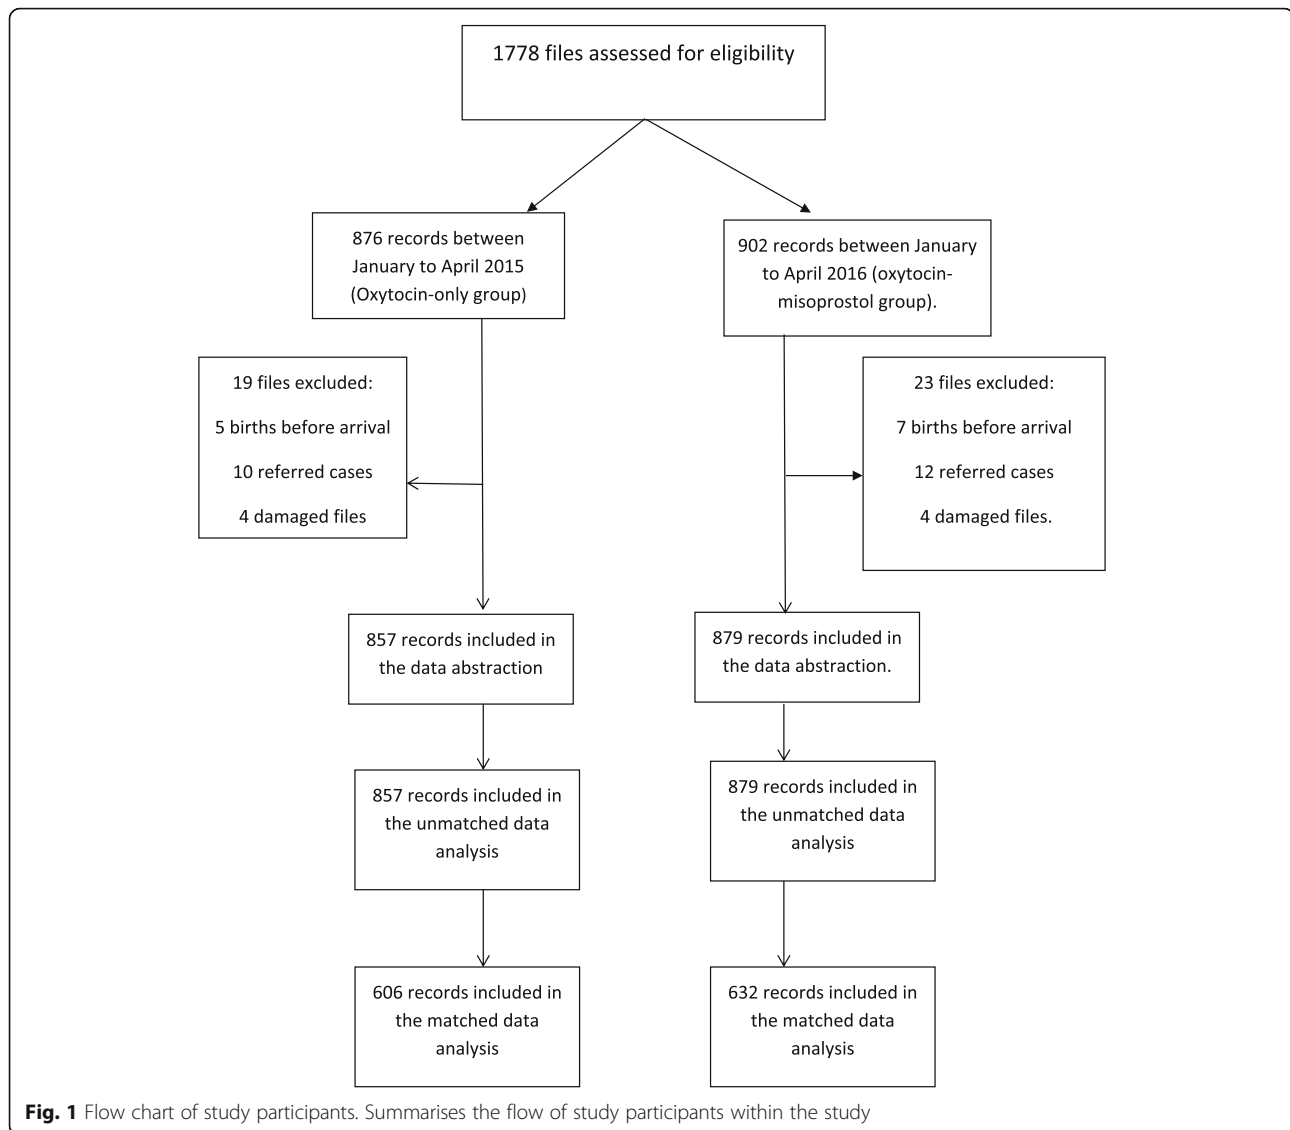 1778 files assessed for eligibility
876 records between
January to April 2015
(Oxytocin-only group)
902 records between January
to April 2016 (oxytocin-
misoprostol group).
19 files excluded:
5 births before arrival
10 referred cases
4 damaged files
23 files excluded:
7 births before arrival
12 referred cases
4 damaged files.
857 records included in
the data abstraction
879 records included in
the data abstraction.
857 records included in
the unmatched data
analysis
879 records included in
the unmatched data
analysis
606 records included in
the matched data
analysis
632 records included in
the matched data
analysis
Fig. 1 Flow chart of study participants. Summarises the flow of study participants within the study